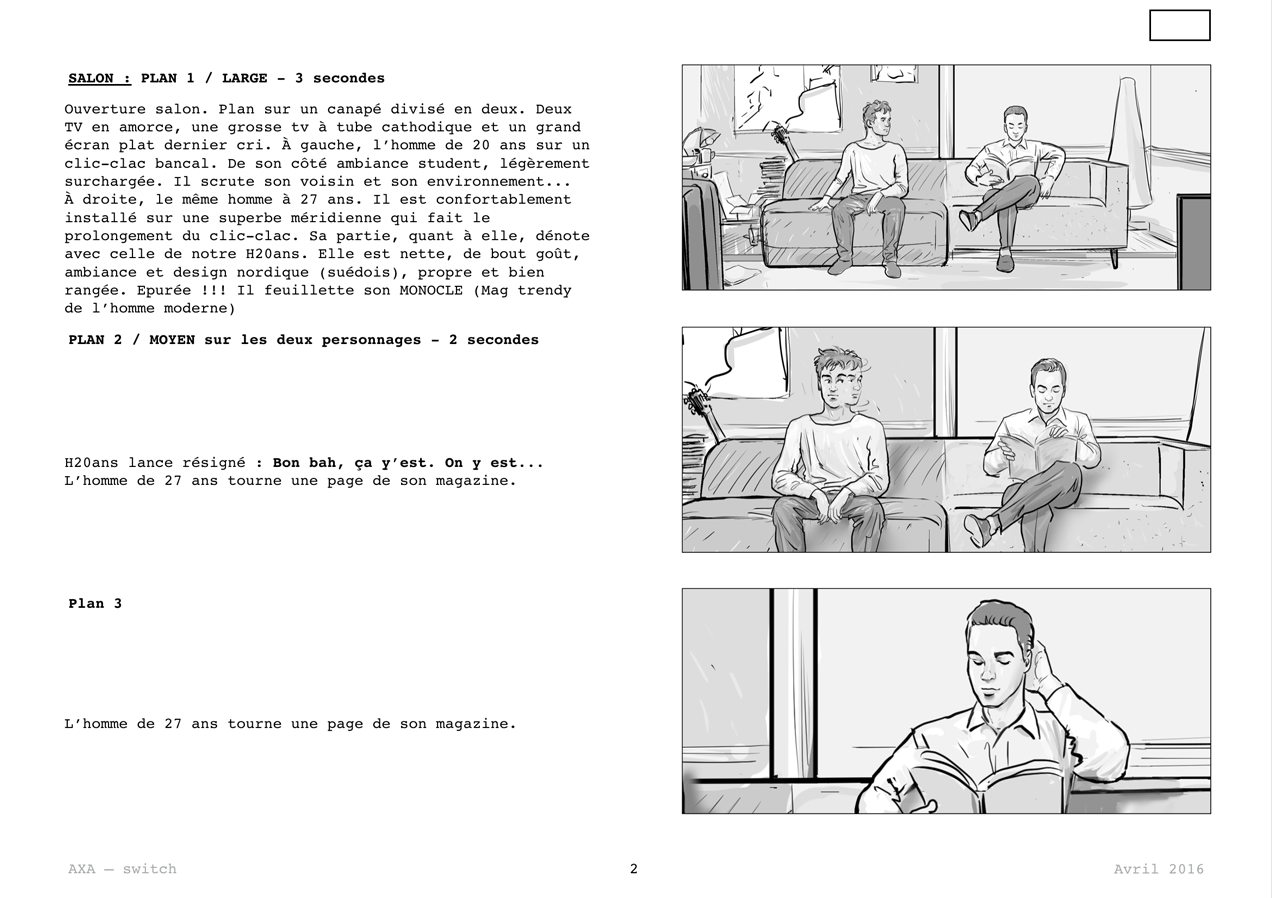 SALON : PLAN 1 / LARGE – 3 secondes
Ouverture salon. Plan sur un canapé divisé en deux. Deux
TV en amorce, une grosse tv à tube cathodique et un grand
écran plat dernier cri. À gauche, l’homme de 20 ans sur un
clic-clac bancal. De son côté ambiance student, légèrement
surchargée. Il scrute son voisin et son environnement...
À droite, le même homme à 27 ans. Il est confortablement
installé sur une superbe méridienne qui fait le
prolongement du clic-clac. Sa partie, quant à elle, dénote
avec celle de notre H20ans. Elle est nette, de bout goût,
ambiance et design nordique (suédois), propre et bien
rangée. Epurée !!! Il feuillette son MONOCLE (Mag trendy
de l’homme moderne)
PLAN 2 / MOYEN sur les deux personnages – 2 secondes
H20ans lance résigné : Bon bah, ça y’est. On y est...
L’homme de 27 ans tourne une page de son magazine.
Plan 3
L’homme de 27 ans tourne une page de son magazine.
AXA – switch
2
Avril 2016